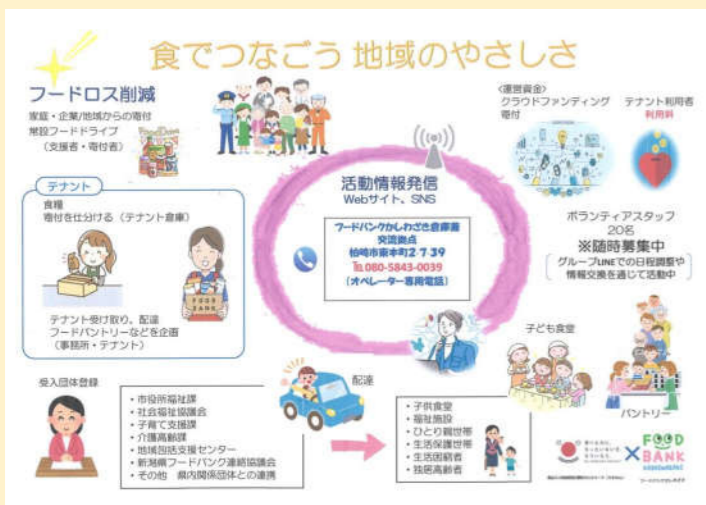 食でつなごう 地域のやさしさ
フードロス削減
家庭・企業/地域からの寄付
常設フードドライブ
(支援者・寄付者)
テナント
食糧
寄付を仕分ける(テナント倉庫)
FOOD
BANK
テナント受け取り、配達
フードパントリーなどを企画
(事務所・テナント)
活動情報発信
Webサイト、SNS
フードバンクかしわざき倉庫兼
交流拠点
柏崎市東本町2-7-39
℡080-5843-0039
(オペレーター専用電話)
<運営資金>
クラウドファンディング
寄付
テナント利用者
利用料
ボランティアスタッフ
20名
※随時募集中
グループLINEでの日程調整や
情報交換を通じて活動中
子ども食堂
パントリー
受入団体登録
・市役所福祉課
・社会福祉協議会
・子育て支援課
・介護高齢課
・地域包括支援センター
・新潟県フードバンク連絡協議会
・その他 県内関係団体との連携
配達
・子供食堂
・福祉施設
・ひとり親世帯
・生活保護世帯
・生活困窮者
・独居高齢者
×
FOOD
BANK